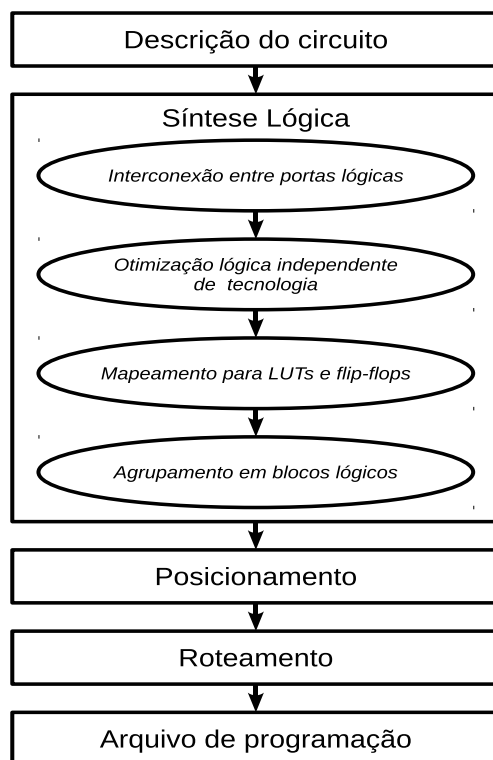 Descrição do circuito
Síntese Lógica
Interconexão entre portas lógicas
Otimização lógica independente
de tecnologia
Mapeamento para LUTs e flip-flops
Agrupamento em blocos lógicos
Posicionamento
Roteamento
Arquivo de programação